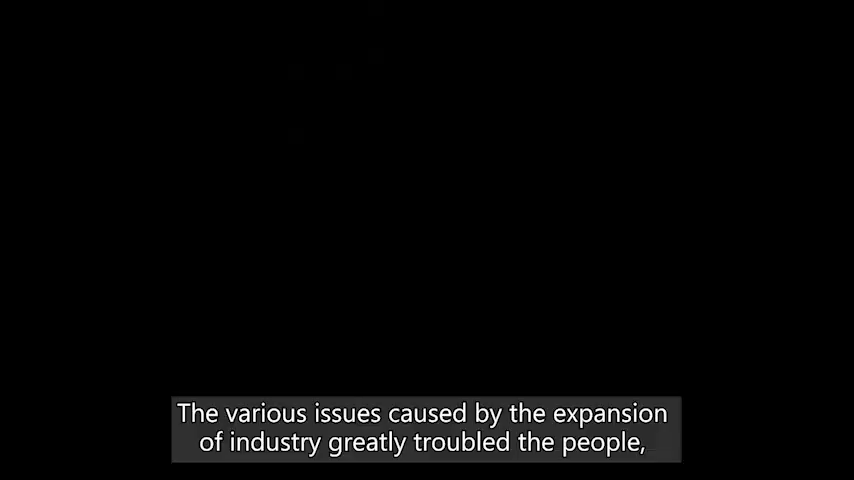 The various issues caused by the expansion
of industry greatly troubled the people,